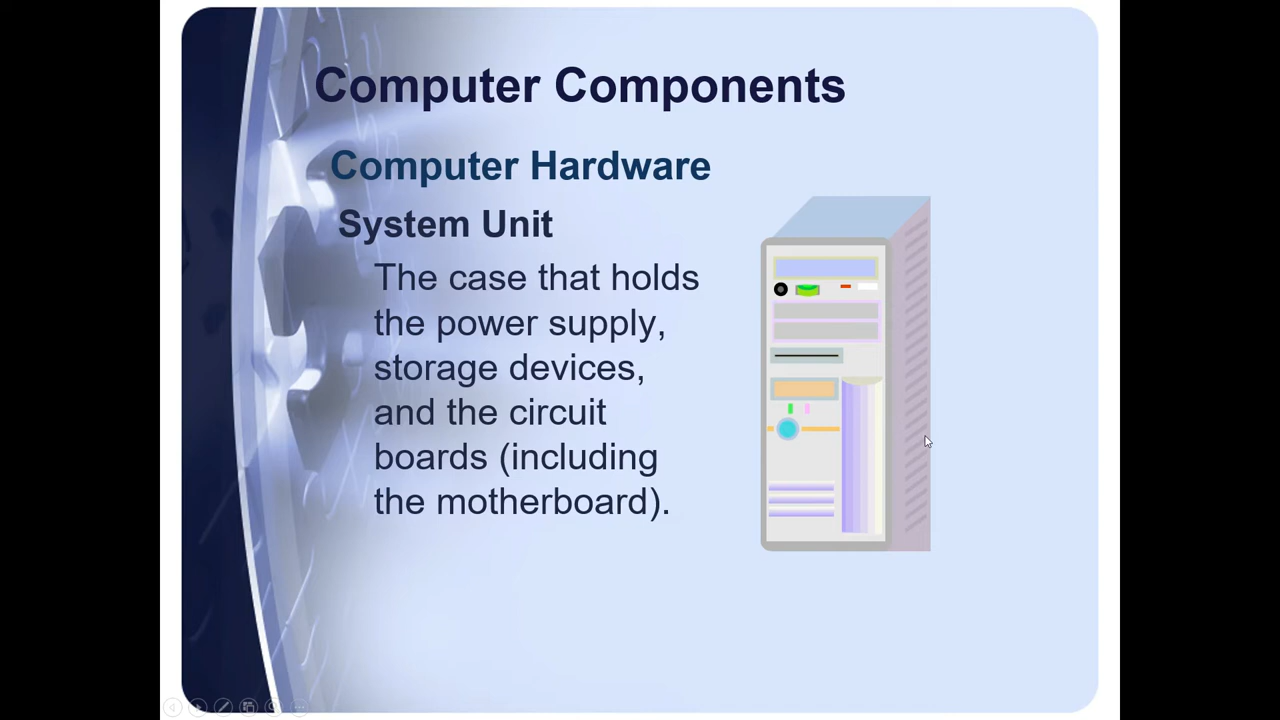 Computer Components
Computer Hardware
System Unit
The case that holds
the power supply,
storage devices,
and the circuit
boards (including
the motherboard).